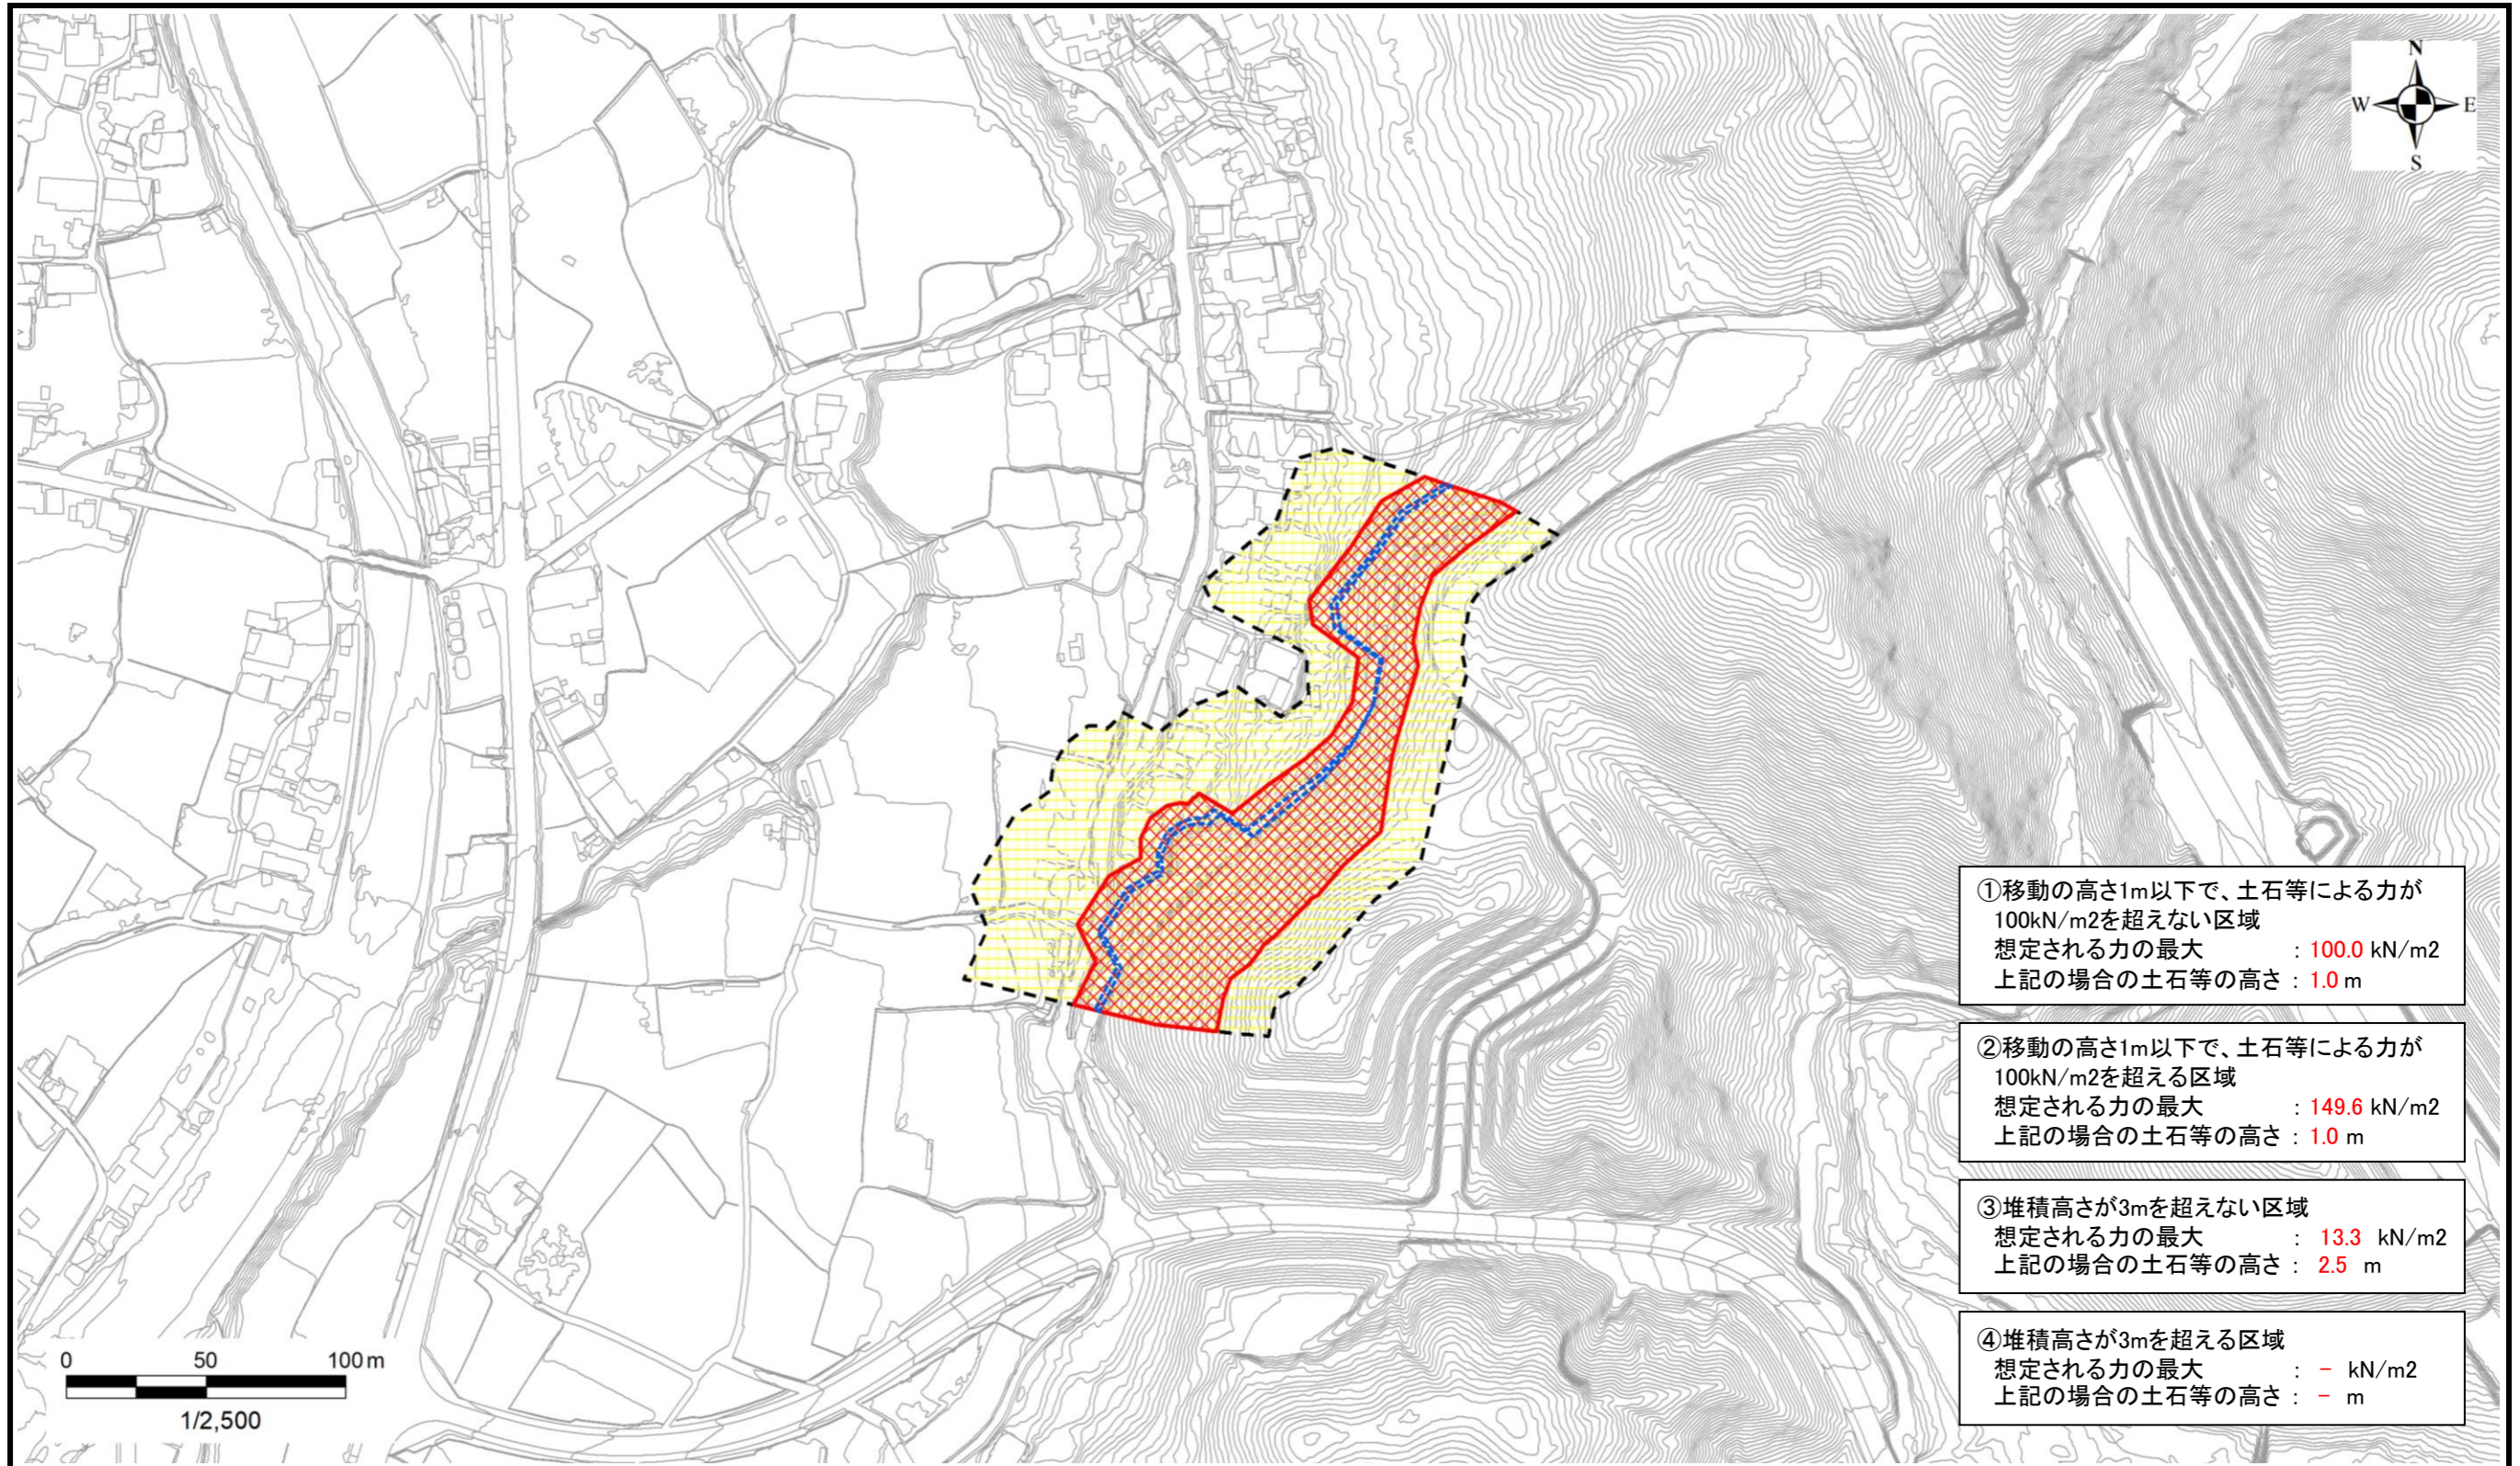 N
W E
S
①移動の高さ1m以下で、土石等による力が
100kN/m2を超えない区域
想定される力の最大 : 100.0 kN/m2
上記の場合の土石等の高さ : 1.0 m
②移動の高さ1m以下で、土石等による力が
100kN/m2を超える区域
想定される力の最大 : 149.6 kN/m2
上記の場合の土石等の高さ : 1.0 m
③堆積高さが3mを超えない区域
想定される力の最大 : 13.3 kN/m2
上記の場合の土石等の高さ : 2.5 m
④堆積高さが3mを超える区域
想定される力の最大 : − kN/m2
上記の場合の土石等の高さ : − m
0 50 100m
1/2,500